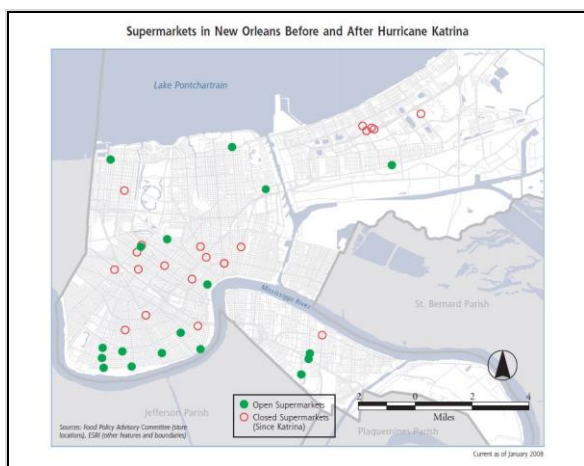 Supermarkets in New Orleans Before and After Hurricane Katrina
Lake Pontchartrain
Mississippi River
St. Bernard Parish
Jefferson Parish
Plaquemines Parish
Open Supermarkets
Closed Supermarkets
(Since Katrina)
2 0 2 4
Miles
Sources: Food Policy Advisory Committee (store
locations), ESRI (other features and boundaries)
Current as of January 2008